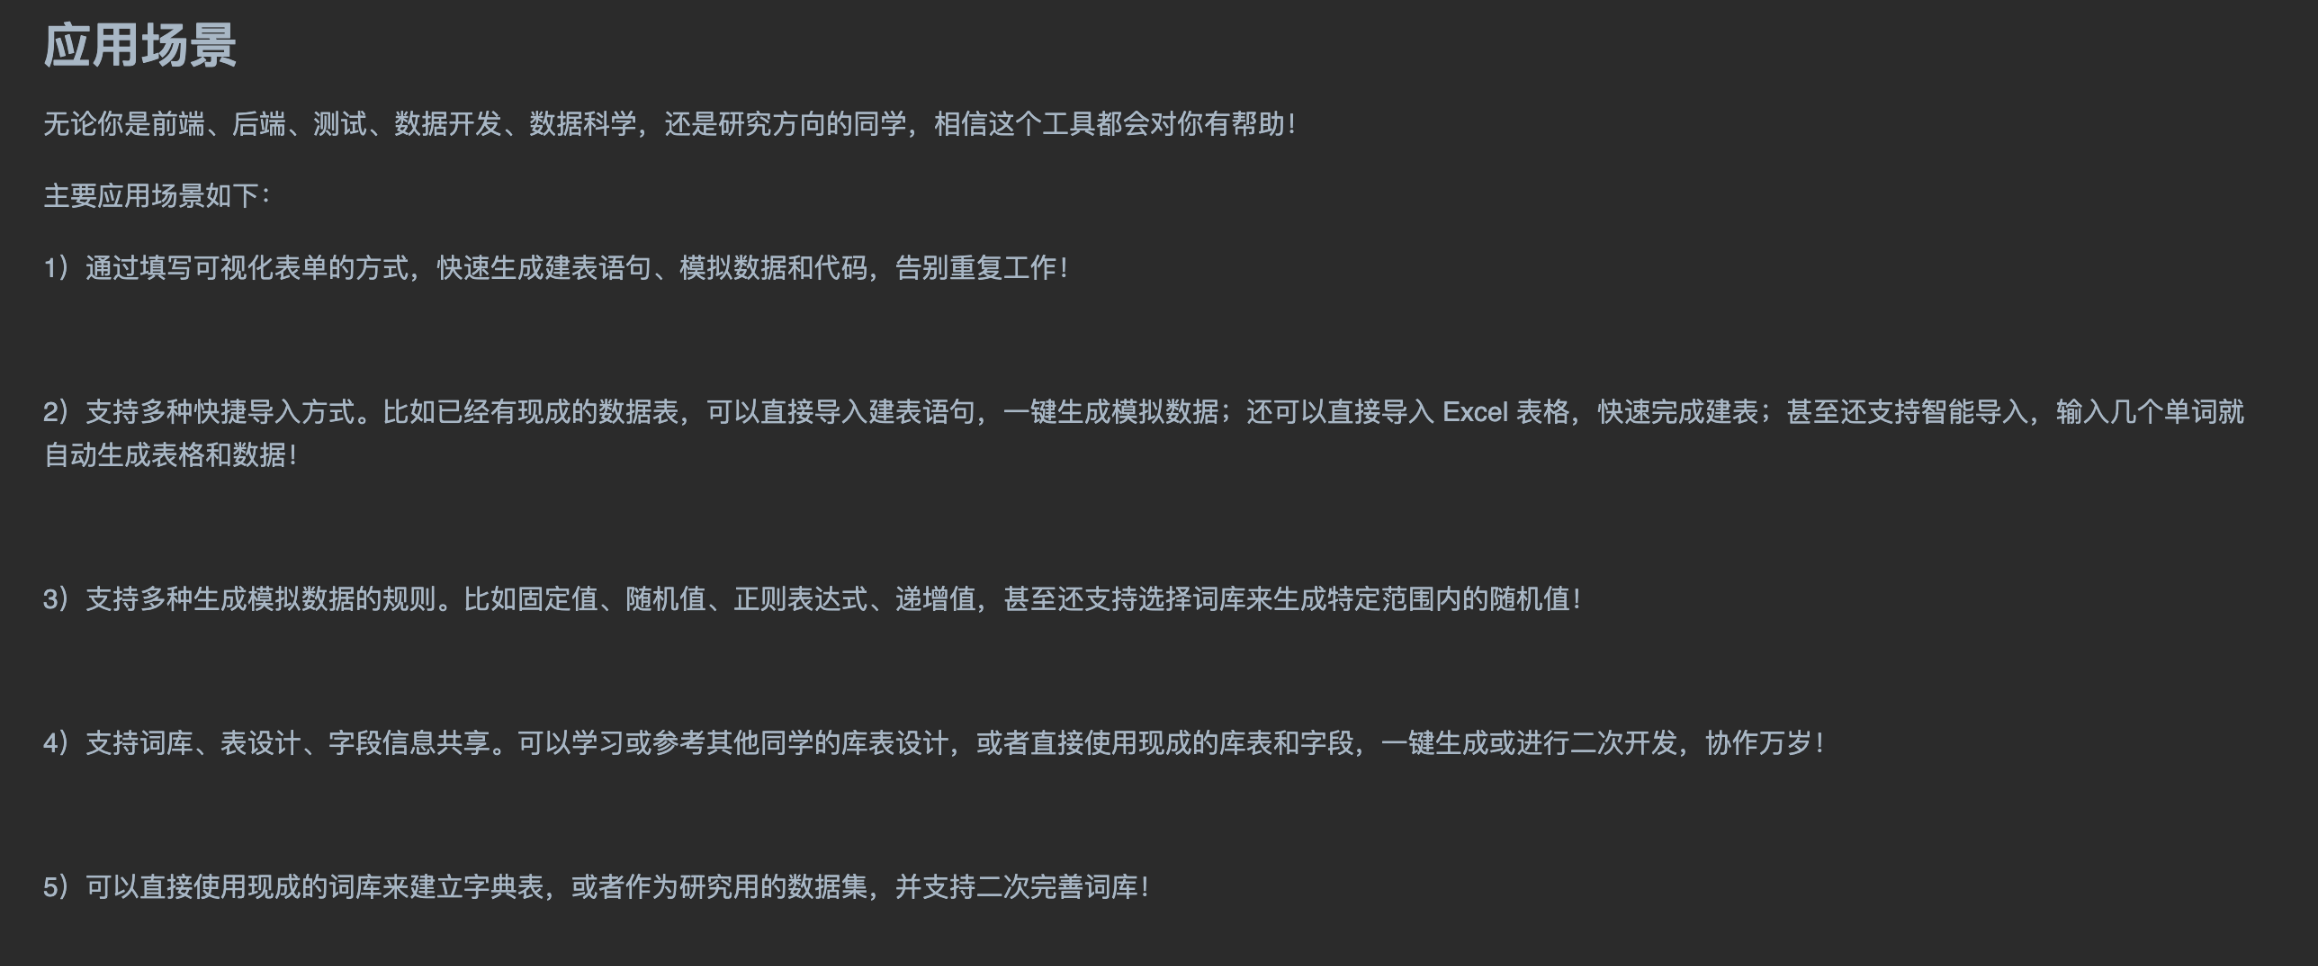 应用场景
无论你是前端、后端、测试、数据开发、数据科学，还是研究方向的同学，相信这个工具都会对你有帮助！
主要应用场景如下：
1）通过填写可视化表单的方式，快速生成建表语句、模拟数据和代码，告别重复工作！
2）支持多种快捷导入方式。比如已经有现成的数据表，可以直接导入建表语句，一键生成模拟数据；还可以直接导入 Excel 表格，快速完成建表；甚至还支持智能导入，输入几个单词就
自动生成表格和数据！
3）支持多种生成模拟数据的规则。比如固定值、随机值、正则表达式、递增值，甚至还支持选择词库来生成特定范围内的随机值！
4）支持词库、表设计、字段信息共享。可以学习或参考其他同学的库表设计，或者直接使用现成的库表和字段，一键生成或进行二次开发，协作万岁！
5）可以直接使用现成的词库来建立字典表，或者作为研究用的数据集，并支持二次完善词库！